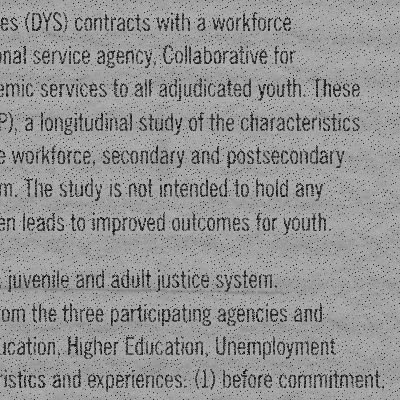 es (DYS) contracts with a workforce
onal service agency, Collaborative for
emic services to all adjudicated youth. These
P), a longitudinal study of the characteristics
e workforce, secondary and postsecondary
m. The study is not intended to hold any
en leads to improved outcomes for youth.
juvenile and adult justice system.
om the three participating agencies and
ucation, Higher Education, Unemployment
ristics and experiences: (1) before commitment,